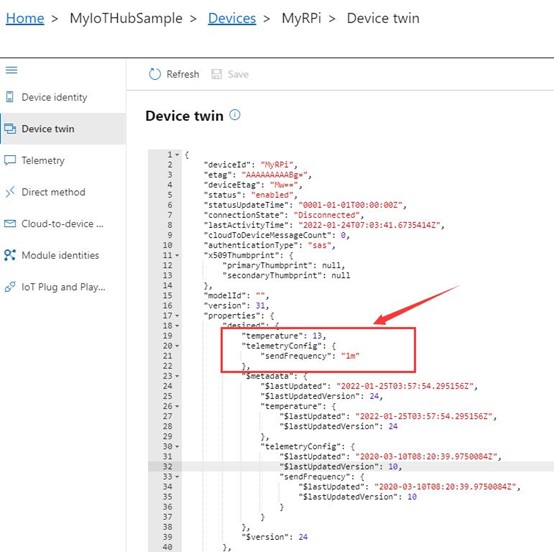 Home > MyIoTHubSample > Devices > MyRPi > Device twin
Refresh Save
Device identity
Device twin
Telemetry
Direct method
Cloud-to-device ...
Module identities
IoT Plug and Play...
Device twin
1 {
2 "deviceId": "MyRPi",
3 "etag": "AAAAAAAAABg=",
4 "deviceEtag": "Mw==",
5 "status": "enabled",
6 "statusUpdateTime": "0001-01-01T00:00:00Z",
7 "connectionState": "Disconnected",
8 "lastActivityTime": "2022-01-24T07:03:41.6735414Z",
9 "cloudToDeviceMessageCount": 0,
10 "authenticationType": "sas",
11 "x509Thumbprint": {
12 "primaryThumbprint": null,
13 "secondaryThumbprint": null
14 },
15 "modelId": "",
16 "version": 31,
17 "properties": {
18 "desired": {
19 "temperature": 13,
20 "telemetryConfig": {
21 "sendFrequency": "1m"
22 },
23 "$metadata": {
24 "$lastUpdated": "2022-01-25T03:57:54.295156Z",
25 "$lastUpdatedVersion": 24,
26 "temperature": {
27 "$lastUpdated": "2022-01-25T03:57:54.295156Z",
28 "$lastUpdatedVersion": 24
29 },
30 "telemetryConfig": {
31 "$lastUpdated": "2020-03-10T08:20:39.9750084Z",
32 "$lastUpdatedVersion": 10,
33 "sendFrequency": {
34 "$lastUpdated": "2020-03-10T08:20:39.9750084Z",
35 "$lastUpdatedVersion": 10
36 }
37 }
38 },
39 "$version": 24
40 },